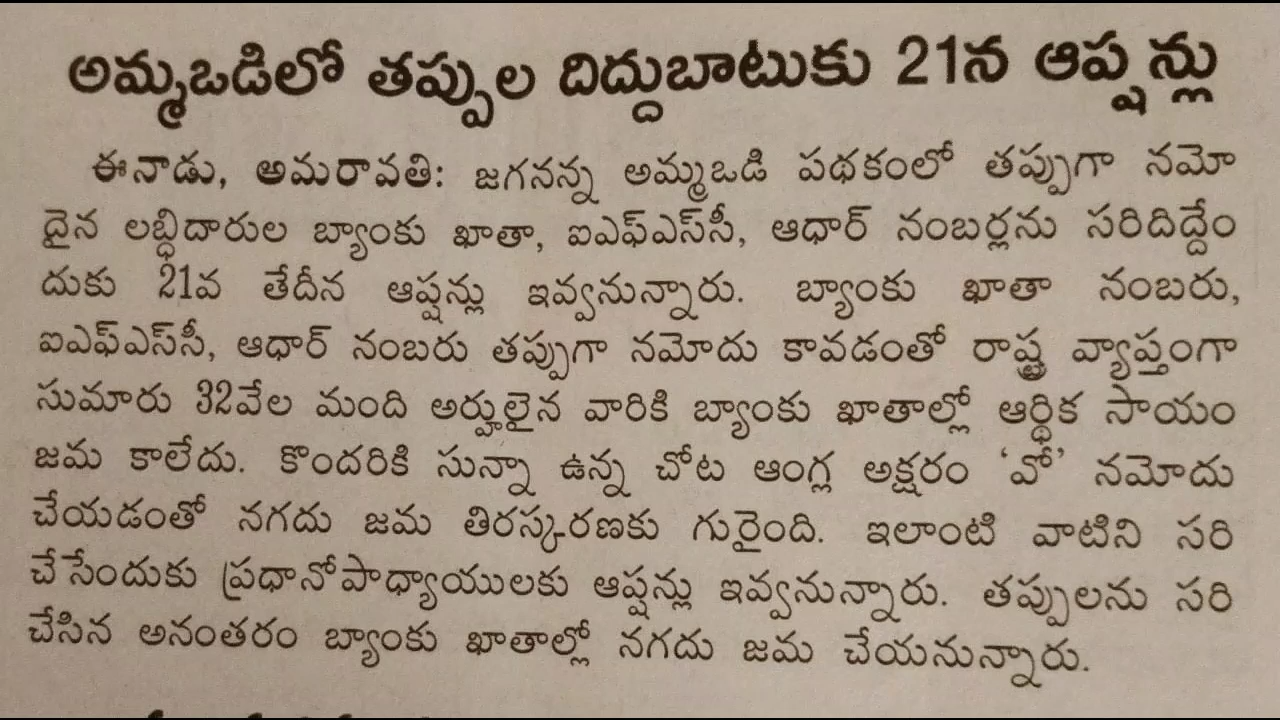 అమ్మఒడిలో తప్పుల దిద్దుబాటుకు 21న ఆప్షన్లు
ఈనాడు, అమరావతి: జగనన్న అమ్మఒడి పథకంలో తప్పుగా నమో
దైన లబ్ధిదారుల బ్యాంకు ఖాతా, ఐఎఫ్ఎస్‌సీ, ఆధార్ నంబర్లను సరిదిద్దేం
దుకు 21వ తేదీన ఆప్షన్లు ఇవ్వనున్నారు. బ్యాంకు ఖాతా నంబరు,
ఐఎఫ్ఎస్‌సీ, ఆధార్ నంబరు తప్పుగా నమోదు కావడంతో రాష్ట్ర వ్యాప్తంగా
సుమారు 32వేల మంది అర్హులైన వారికి బ్యాంకు ఖాతాల్లో ఆర్థిక సాయం
జమ కాలేదు. కొందరికి సున్నా ఉన్న చోట ఆంగ్ల అక్షరం ‘వో’ నమోదు
చేయడంతో నగదు జమ తిరస్కరణకు గురైంది. ఇలాంటి వాటిని సరి
చేసేందుకు ప్రధానోపాధ్యాయులకు ఆప్షన్లు ఇవ్వనున్నారు. తప్పులను సరి
చేసిన అనంతరం బ్యాంకు ఖాతాల్లో నగదు జమ చేయనున్నారు.